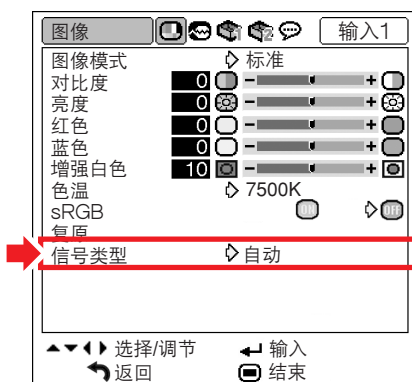 图像 输入1
图像模式 标准
对比度 0
亮度 0
红色 0
蓝色 0
增强白色 10
色温 7500K
sRGB ON OFF
复原
信号类型 自动
选择/调节 输入
返回 结束